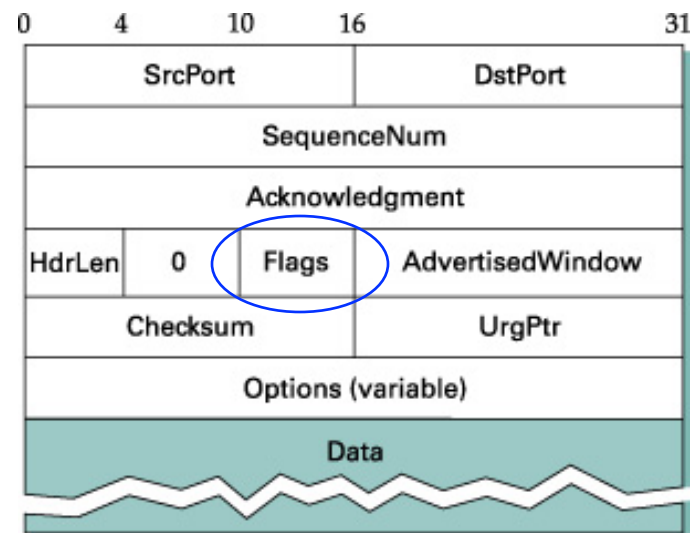 0 4 10 16 31
SrcPort DstPort
SequenceNum
Acknowledgment
HdrLen 0 Flags AdvertisedWindow
Checksum UrgPtr
Options (variable)
Data